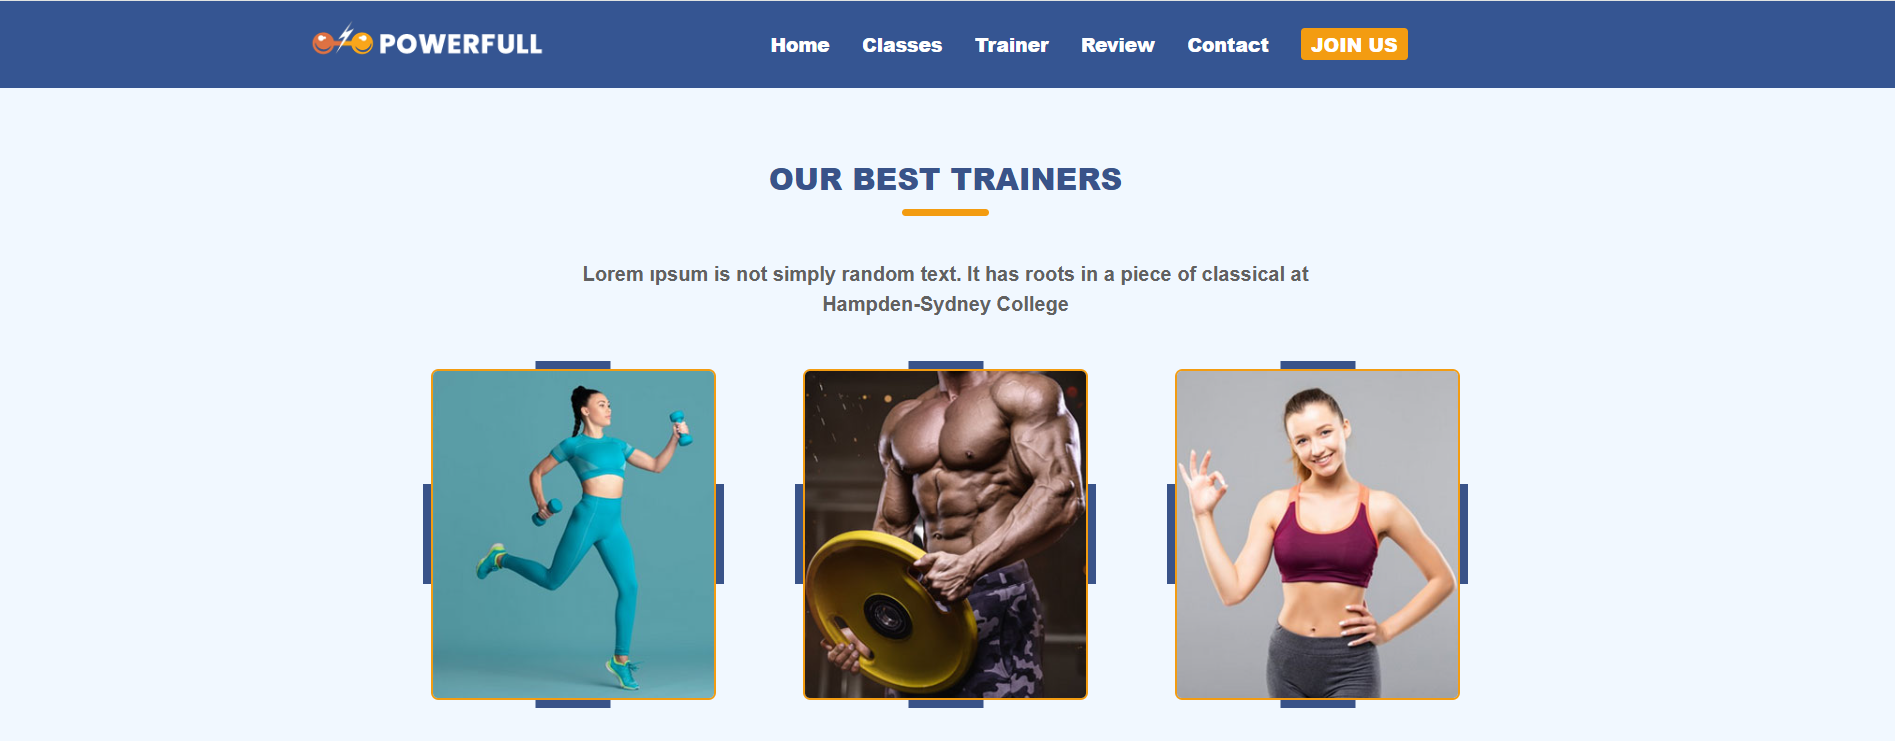 POWERFULL
Home Classes Trainer Review Contact JOIN US
OUR BEST TRAINERS
Lorem ıpsum is not simply random text. It has roots in a piece of classical at
Hampden-Sydney College